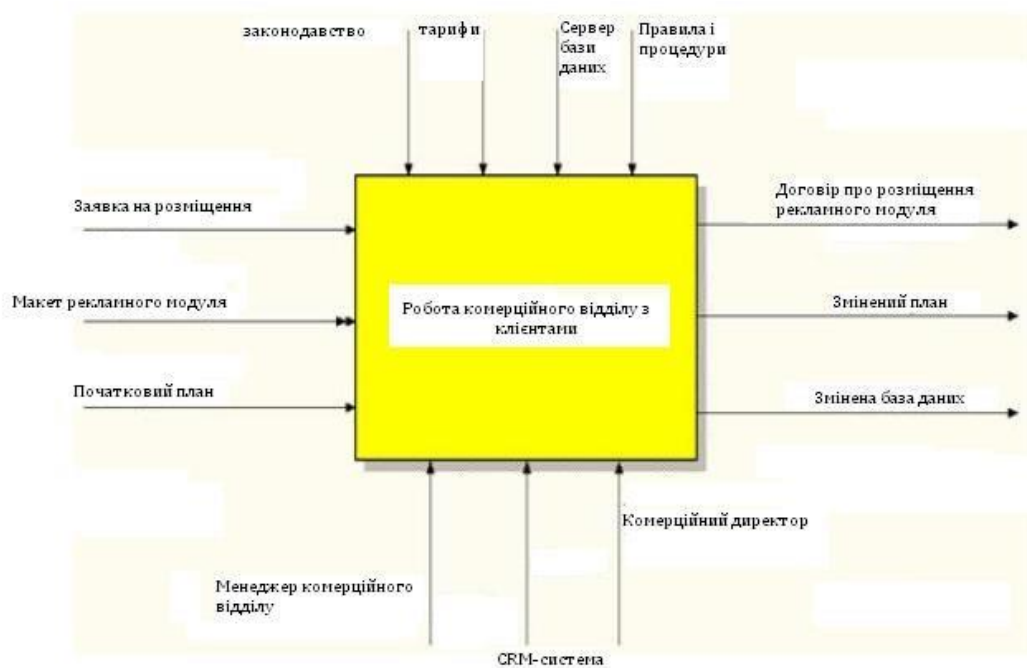 законодавство
тарифи
Сервер
бази
даних
Правила і
процедури
Заявка на розміщення
Договір про розміщення
рекламного модуля
Макет рекламного модуля
Робота комерційного відділу з
клієнтами
Змінений план
Початковий план
Змінена база даних
Комерційний директор
Менеджер комерційного
відділу
CRM-система